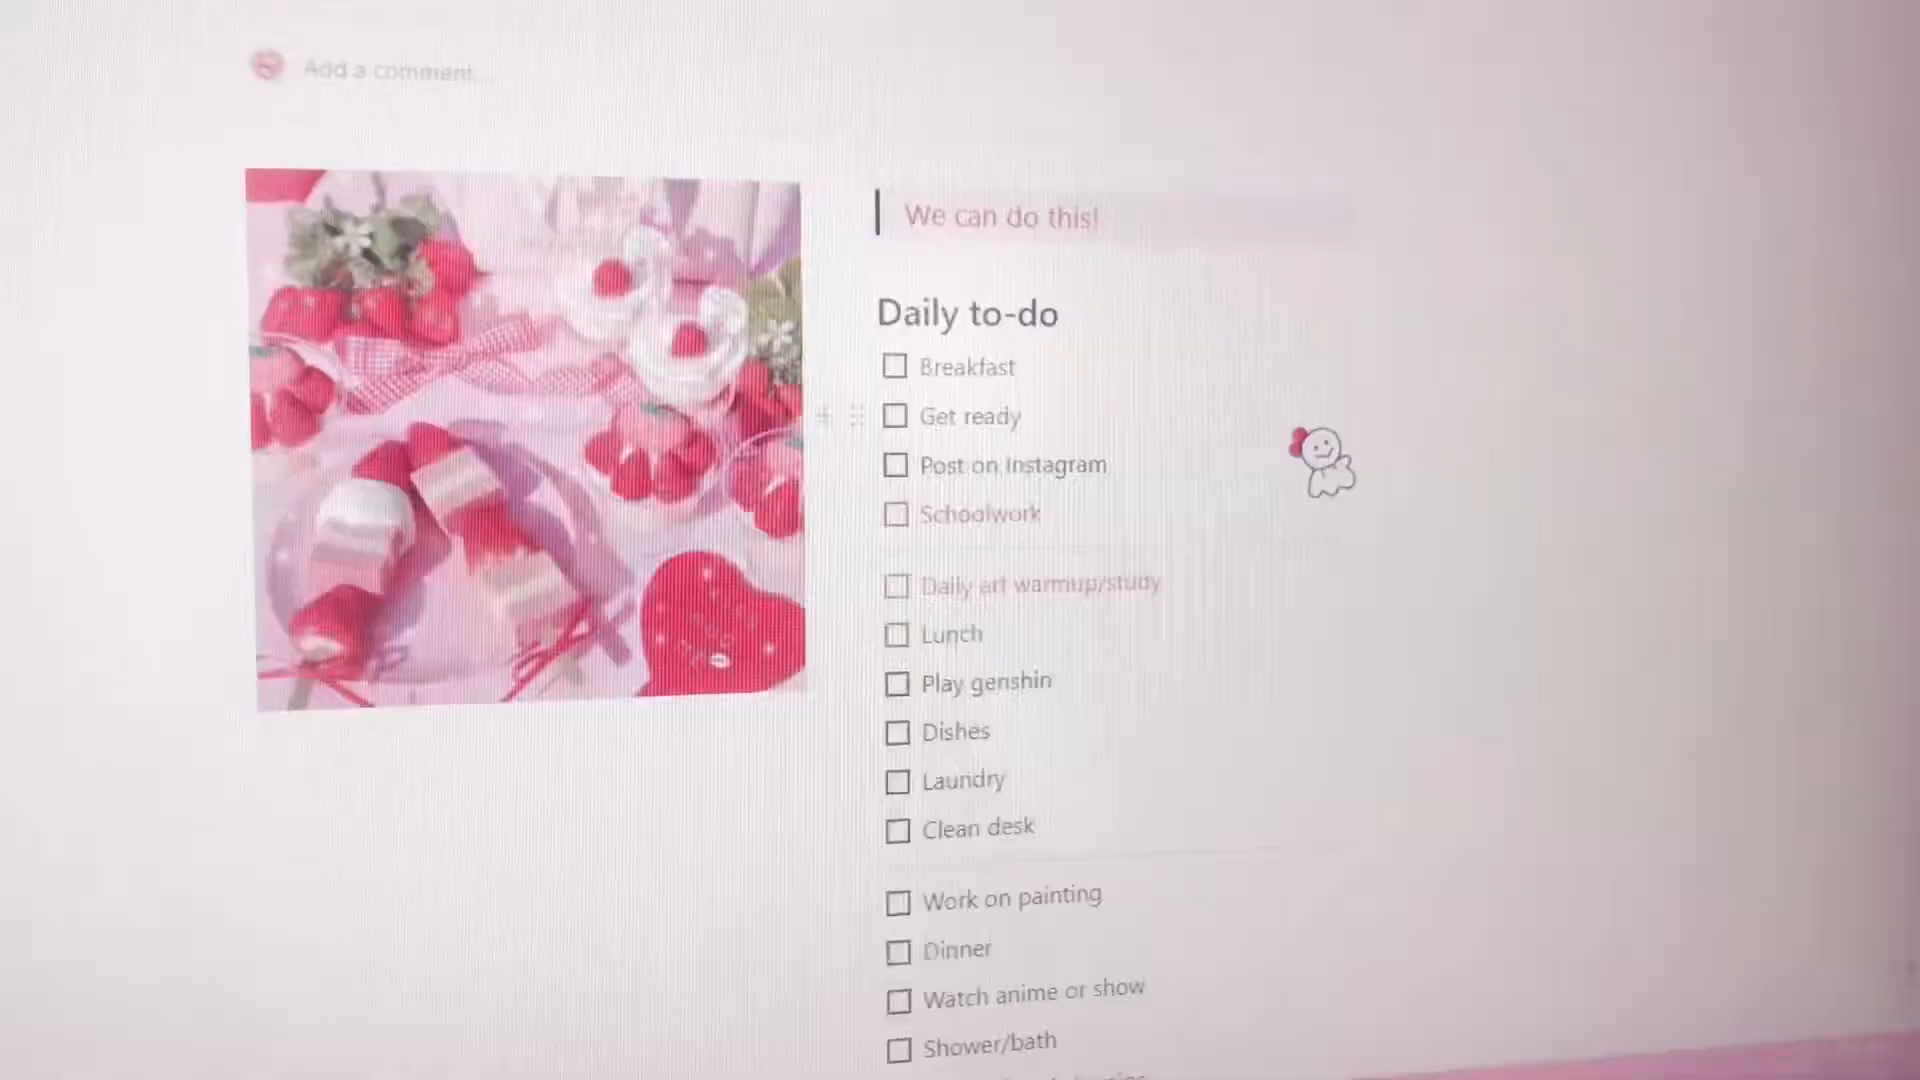 Add a comment...
We can do this!
Daily to-do
Breakfast
Get ready
Post on Instagram
Schoolwork
Daily art warmup/study
Lunch
Play genshin
Dishes
Laundry
Clean desk
Work on painting
Dinner
Watch anime or show
Shower/bath